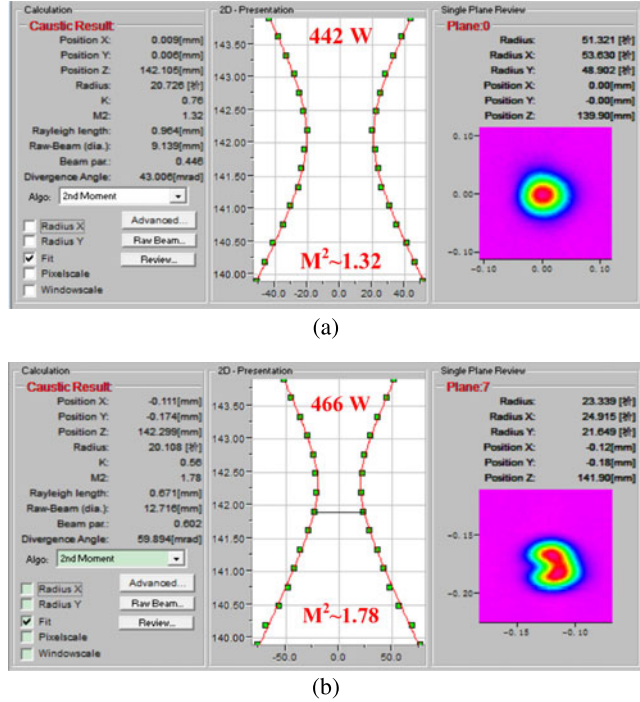 Calculation
Caustic Result:
Position X: 0.009[mm]
Position Y: 0.006[mm]
Position Z: 142.105[mm]
Radius: 20.726 [祄]
K: 0.76
M2: 1.32
Rayleigh length: 0.964[mm]
Raw-Beam (dia.): 9.139[mm]
Beam par.: 0.446
Divergence Angle: 43.006[mrad]
Algo: 2nd Moment
Radius X
Radius Y
Fit
Pixelscale
Windowscale
Advanced...
Raw Beam...
Review...
2D - Presentation
442 W
143.50
143.00
142.50
142.00
141.50
141.00
140.50
140.00
M²~1.32
-40.0 -20.0 0.0 20.0 40.0
Single Plane Review
Plane:0
Radius: 51.321 [祄]
Radius X: 53.630 [祄]
Radius Y: 48.902 [祄]
Position X: 0.00[mm]
Position Y: -0.00[mm]
Position Z: 139.90[mm]
0.10
0.00
-0.10
-0.10 0.00 0.10
(a)
Calculation
Caustic Result:
Position X: -0.111[mm]
Position Y: -0.174[mm]
Position Z: 142.299[mm]
Radius: 20.108 [祄]
K: 0.56
M2: 1.78
Rayleigh length: 0.671[mm]
Raw-Beam (dia.): 12.716[mm]
Beam par.: 0.602
Divergence Angle: 59.894[mrad]
Algo: 2nd Moment
Radius X
Radius Y
Fit
Pixelscale
Windowscale
Advanced...
Raw Beam...
Review...
2D - Presentation
466 W
143.50
143.00
142.50
142.00
141.50
141.00
140.50
140.00
M²~1.78
-50.0 0.0 50.0
Single Plane Review
Plane:7
Radius: 23.339 [祄]
Radius X: 24.915 [祄]
Radius Y: 21.649 [祄]
Position X: -0.12[mm]
Position Y: -0.18[mm]
Position Z: 141.90[mm]
-0.15
-0.20
-0.15 -0.10
(b)